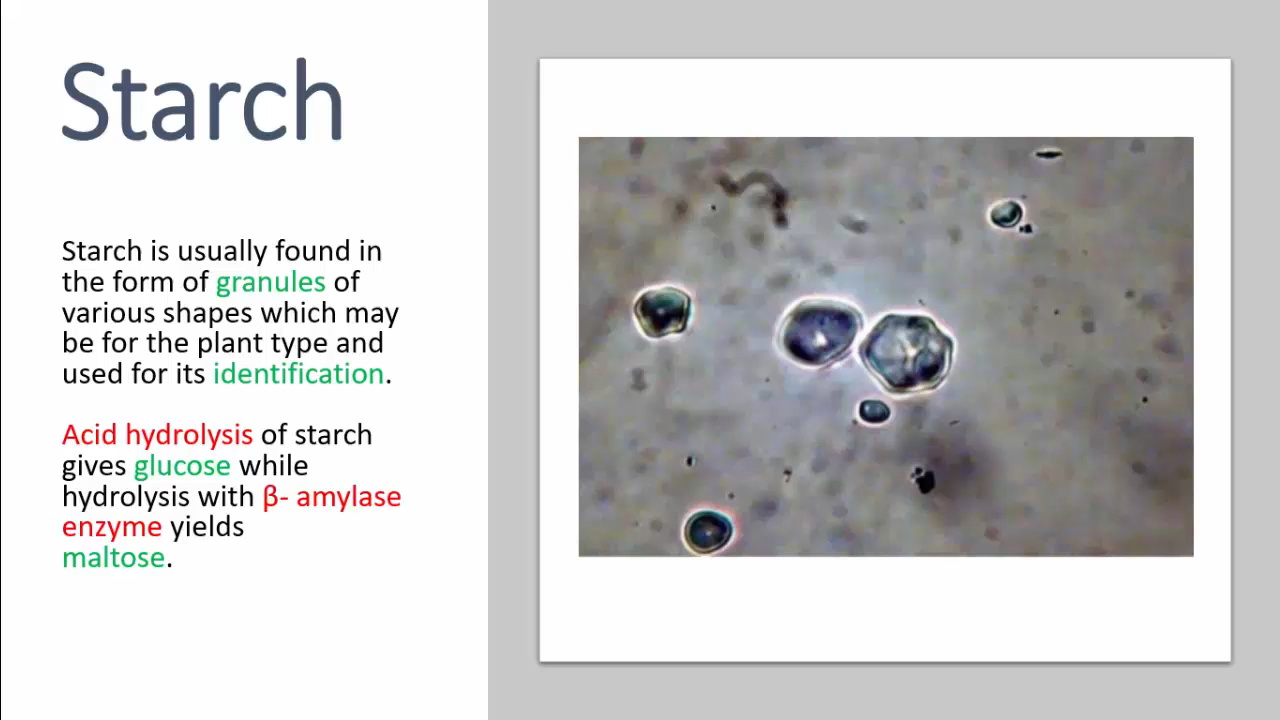 Starch
Starch is usually found in
the form of granules of
various shapes which may
be for the plant type and
used for its identification.
Acid hydrolysis of starch
gives glucose while
hydrolysis with β- amylase
enzyme yields
maltose.